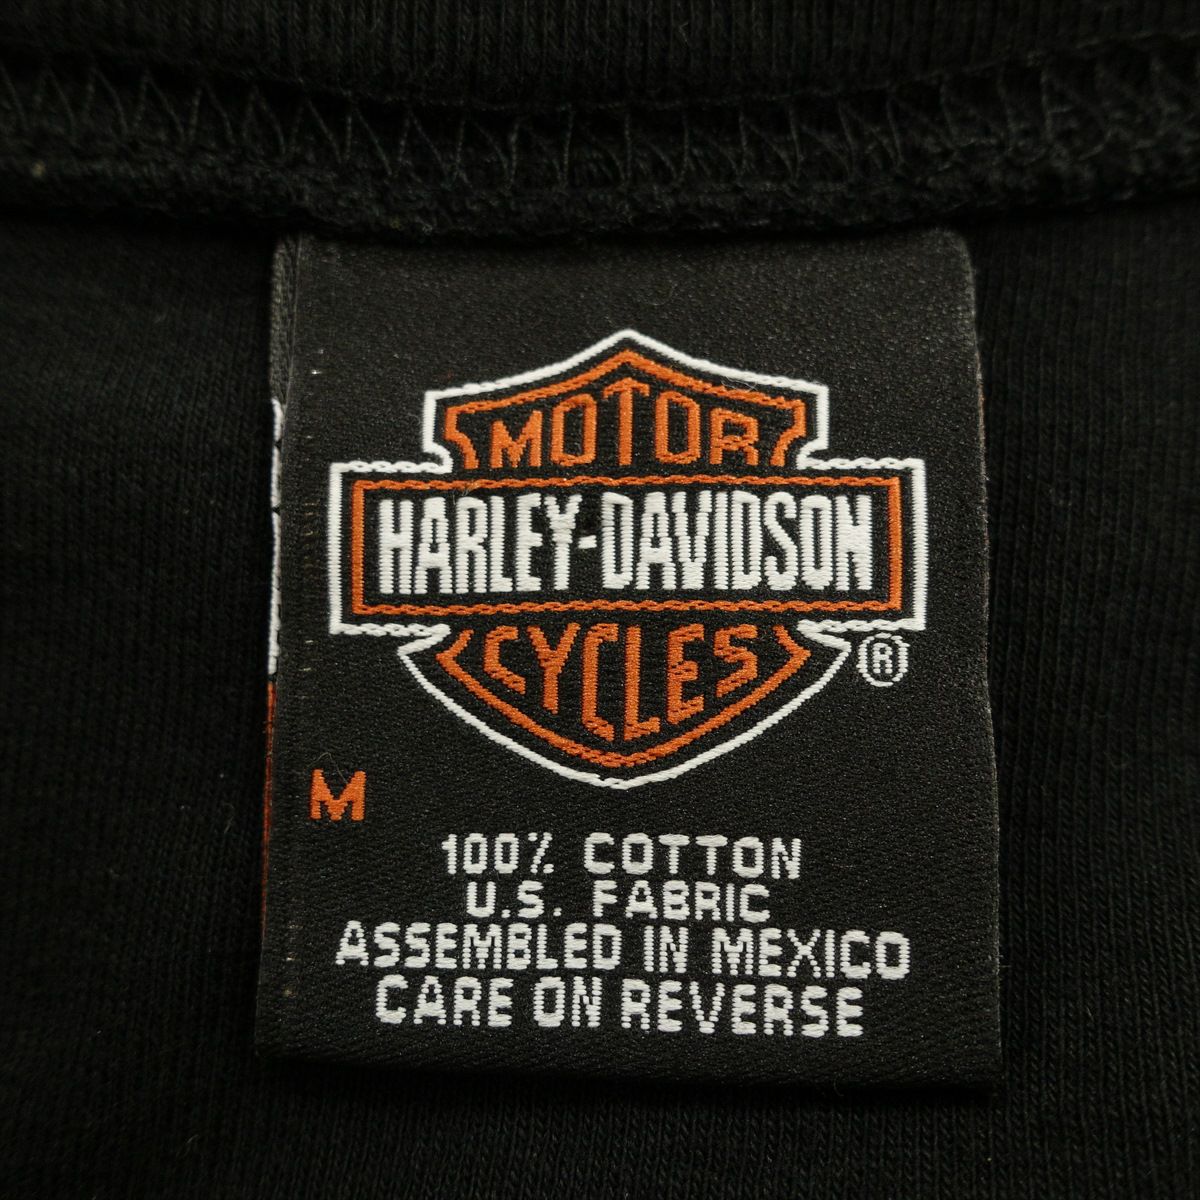 MOTOR
HARLEY-DAVIDSON
CYCLES
®
M
100% COTTON
U.S. FABRIC
ASSEMBLED IN MEXICO
CARE ON REVERSE